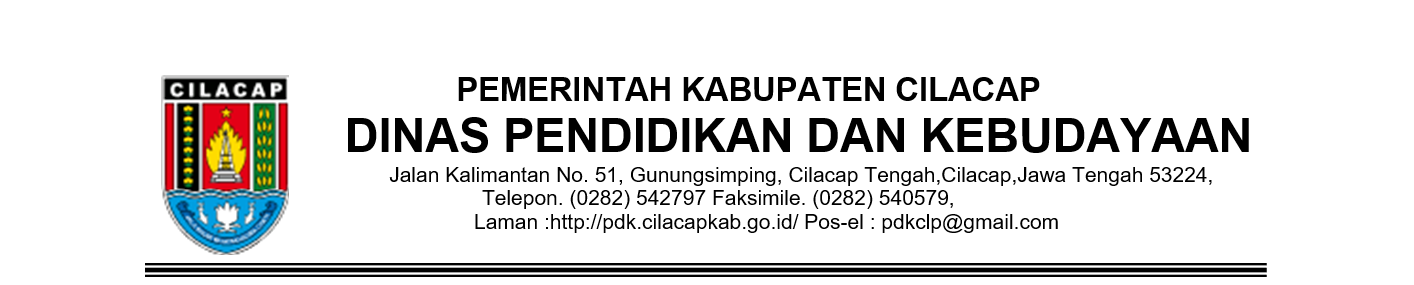 CILACAP
PEMERINTAH KABUPATEN CILACAP
DINAS PENDIDIKAN DAN KEBUDAYAAN
Jalan Kalimantan No. 51, Gunungsimping, Cilacap Tengah,Cilacap,Jawa Tengah 53224,
Telepon. (0282) 542797 Faksimile. (0282) 540579,
Laman :http://pdk.cilacapkab.go.id/ Pos-el : pdkclp@gmail.com